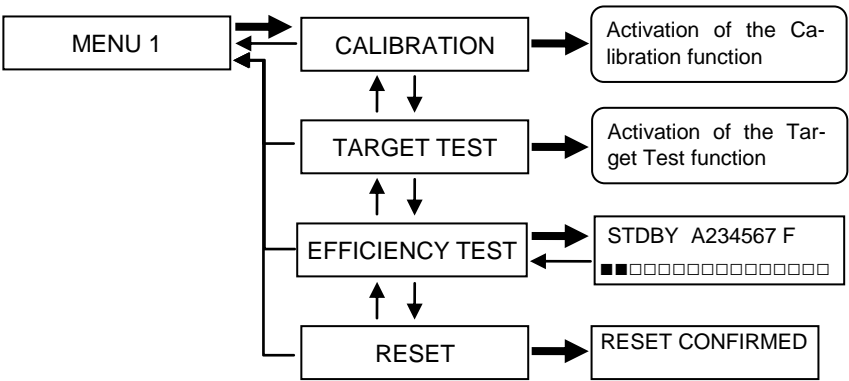 MENU 1
CALIBRATION
Activation of the Ca-
libration function
TARGET TEST
Activation of the Tar-
get Test function
EFFICIENCY TEST
STDBY A234567 F
■■□□□□□□□□□□□□□□
RESET
RESET CONFIRMED